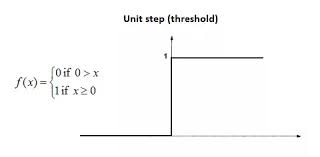 Unit step (threshold)
f(x) = {0 if 0 > x
1 if x ≥ 0
1